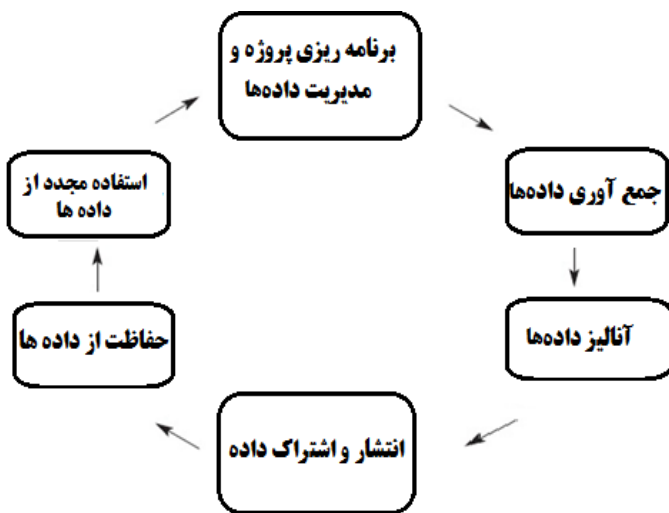 برنامه ریزی پروژه و
مدیریت داده‌ها
جمع آوری داده‌ها
آنالیز داده‌ها
انتشار و اشتراک داده
حفاظت از داده ها
استفاده مجدد از
داده ها